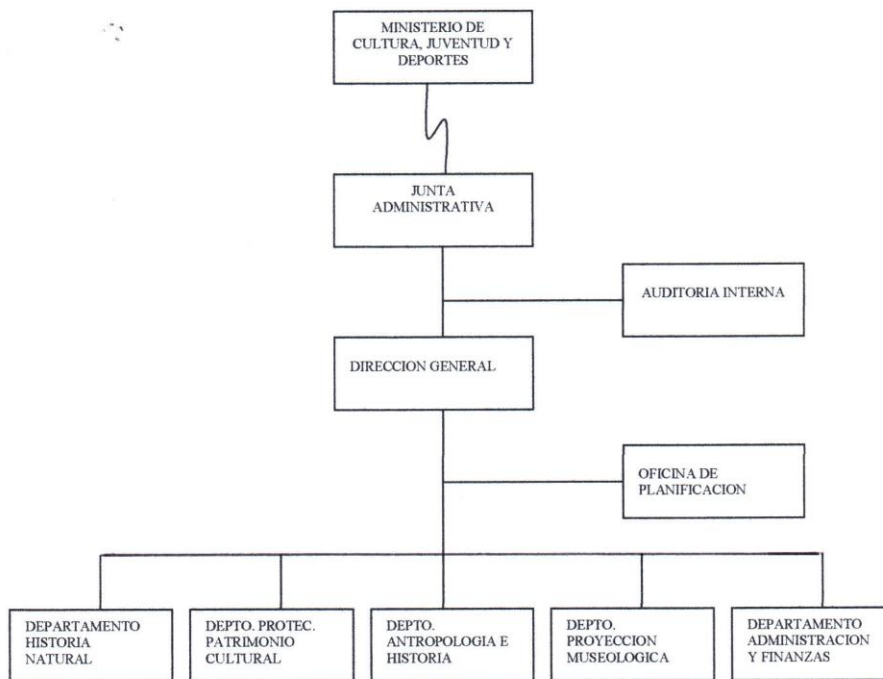 MINISTERIO DE
CULTURA, JUVENTUD Y
DEPORTES
JUNTA
ADMINISTRATIVA
AUDITORIA INTERNA
DIRECCION GENERAL
OFICINA DE
PLANIFICACION
DEPARTAMENTO
HISTORIA
NATURAL
DEPTO. PROTEC.
PATRIMONIO
CULTURAL
DEPTO.
ANTROPOLOGIA E
HISTORIA
DEPTO.
PROYECCION
MUSEOLOGICA
DEPARTAMENTO
ADMINISTRACION
Y FINANZAS